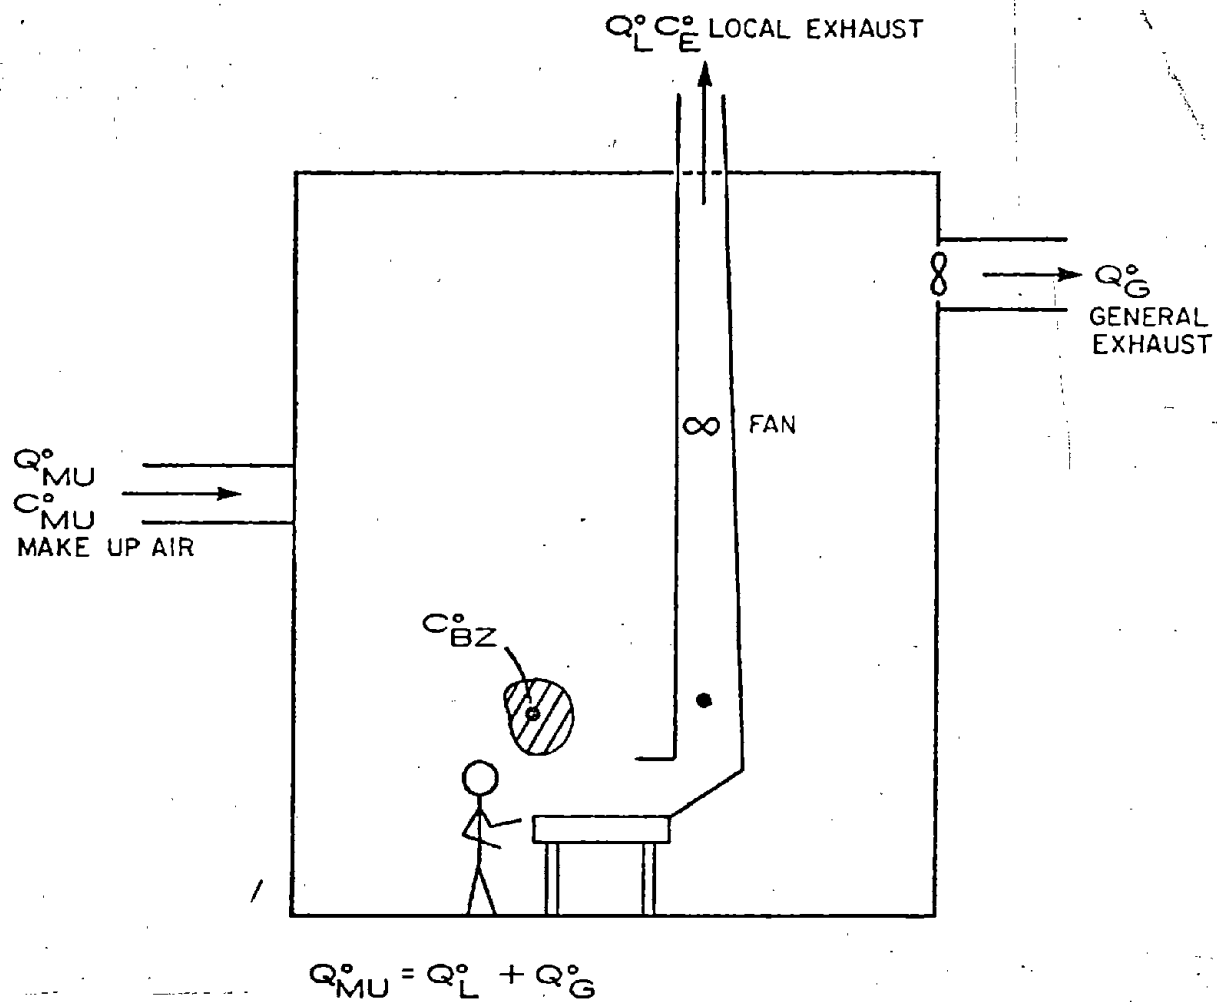 Q°L C°E LOCAL EXHAUST
Q°G
GENERAL
EXHAUST
∞ FAN
Q°MU
C°MU
MAKE UP AIR
C°BZ
Q°MU = Q°L + Q°G